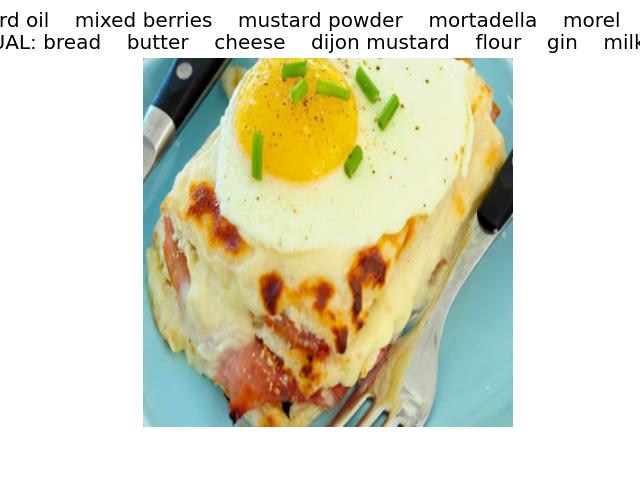 rd oil mixed berries mustard powder mortadella morel
UAL: bread butter cheese dijon mustard flour gin milk